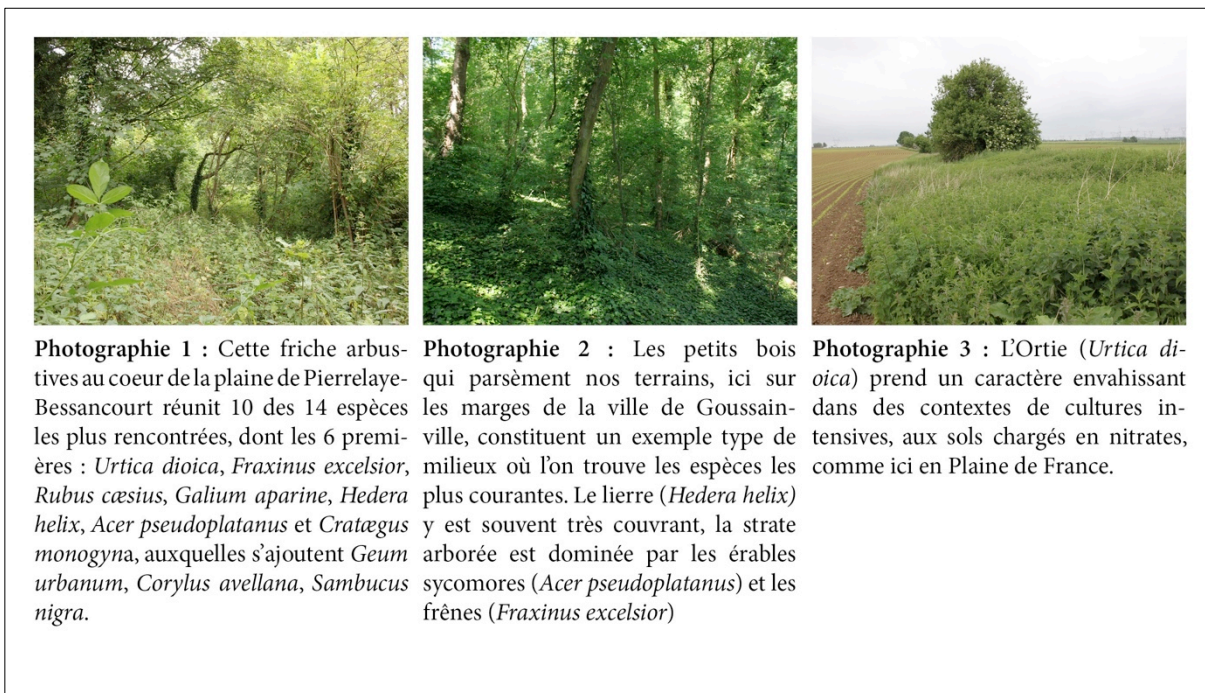 Photographie 1 : Cette friche arbus-
tives au coeur de la plaine de Pierrelaye-
Bessancourt réunit 10 des 14 espèces
les plus rencontrées, dont les 6 premi-
ères : Urtica dioica, Fraxinus excelsior,
Rubus cæsius, Galium aparine, Hedera
helix, Acer pseudoplatanus et Cratægus
monogyna, auxquelles s'ajoutent Geum
urbanum, Corylus avellana, Sambucus
nigra.
Photographie 2 : Les petits bois
qui parsèment nos terrains, ici sur
les marges de la ville de Goussain-
ville, constituent un exemple type de
milieu où l'on trouve les espèces les
plus courantes. Le lierre (Hedera helix)
y est souvent très couvrant, la strate
arborée est dominée par les érables
sycomores (Acer pseudoplatanus) et les
frênes (Fraxinus excelsior)
Photographie 3 : L'Ortie (Urtica di-
oica) prend un caractère envahissant
dans des contextes de cultures in-
tensives, aux sols chargés en nitrates,
comme ici en Plaine de France.